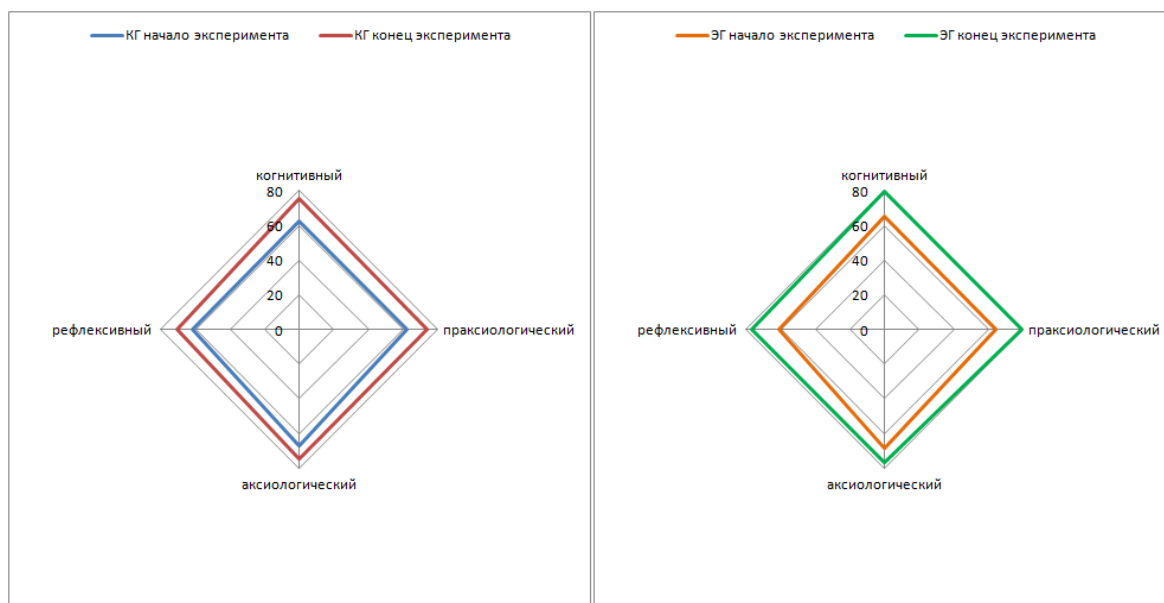 КГ начало эксперимента КГ конец эксперимента
когнитивный
80
60
40
20
0
рефлексивный
праксиологический
аксиологический
ЭГ начало эксперимента ЭГ конец эксперимента
когнитивный
80
60
40
20
0
рефлексивный
праксиологический
аксиологический